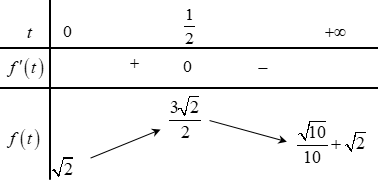 t 0 1/2 +∞
f′(t) + 0 −
f(t) √2 3√2/2 √10/10 + √2